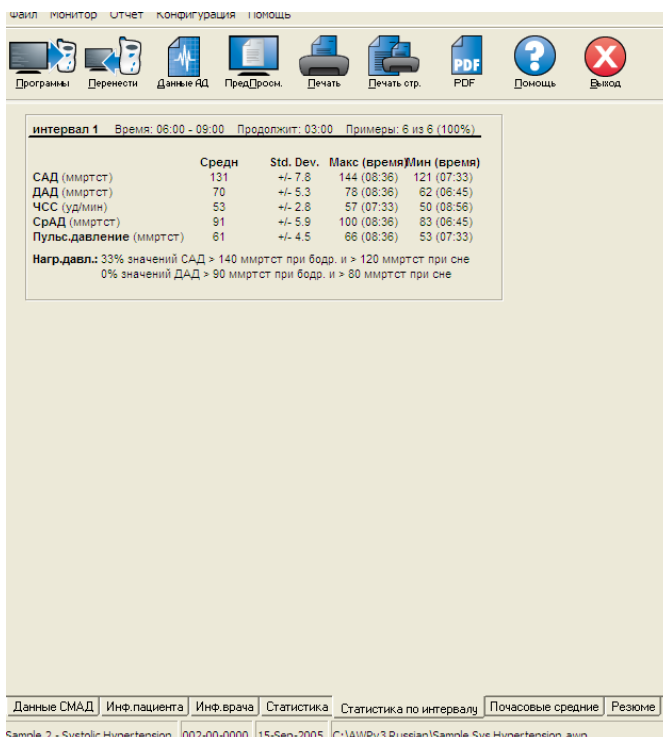 Файл Монитор Отчет Конфигурация Помощь
PDF
Программы Перенести Данные АД ПредПросм. Печать Печать стр. PDF Помощь Выход
интервал 1 Время: 06:00 - 09:00 Продолжит: 03:00 Примеры: 6 из 6 (100%)
Средн Std. Dev. Макс (время) Мин (время)
САД (ммртст) 131 +/- 7.8 144 (08:36) 121 (07:33)
ДАД (ммртст) 70 +/- 5.3 78 (08:36) 62 (06:45)
ЧСС (уд/мин) 53 +/- 2.8 57 (07:33) 50 (08:56)
СрАД (ммртст) 91 +/- 5.9 100 (08:36) 83 (06:45)
Пульс.давление (ммртст) 61 +/- 4.5 66 (08:36) 53 (07:33)
Нагр.давл.: 33% значений САД > 140 ммртст при бодр. и > 120 ммртст при сне
0% значений ДАД > 90 ммртст при бодр. и > 80 ммртст при сне
Данные СМАД Инф.пациента Инф.врача Статистика Статистика по интервалу Почасовые средние Резюме
Sample 2 - Systolic Hypertension 002-00-0000 15-Sep-2005 C:\AWPv3 Russian\Sample Sys Hypertension.awp